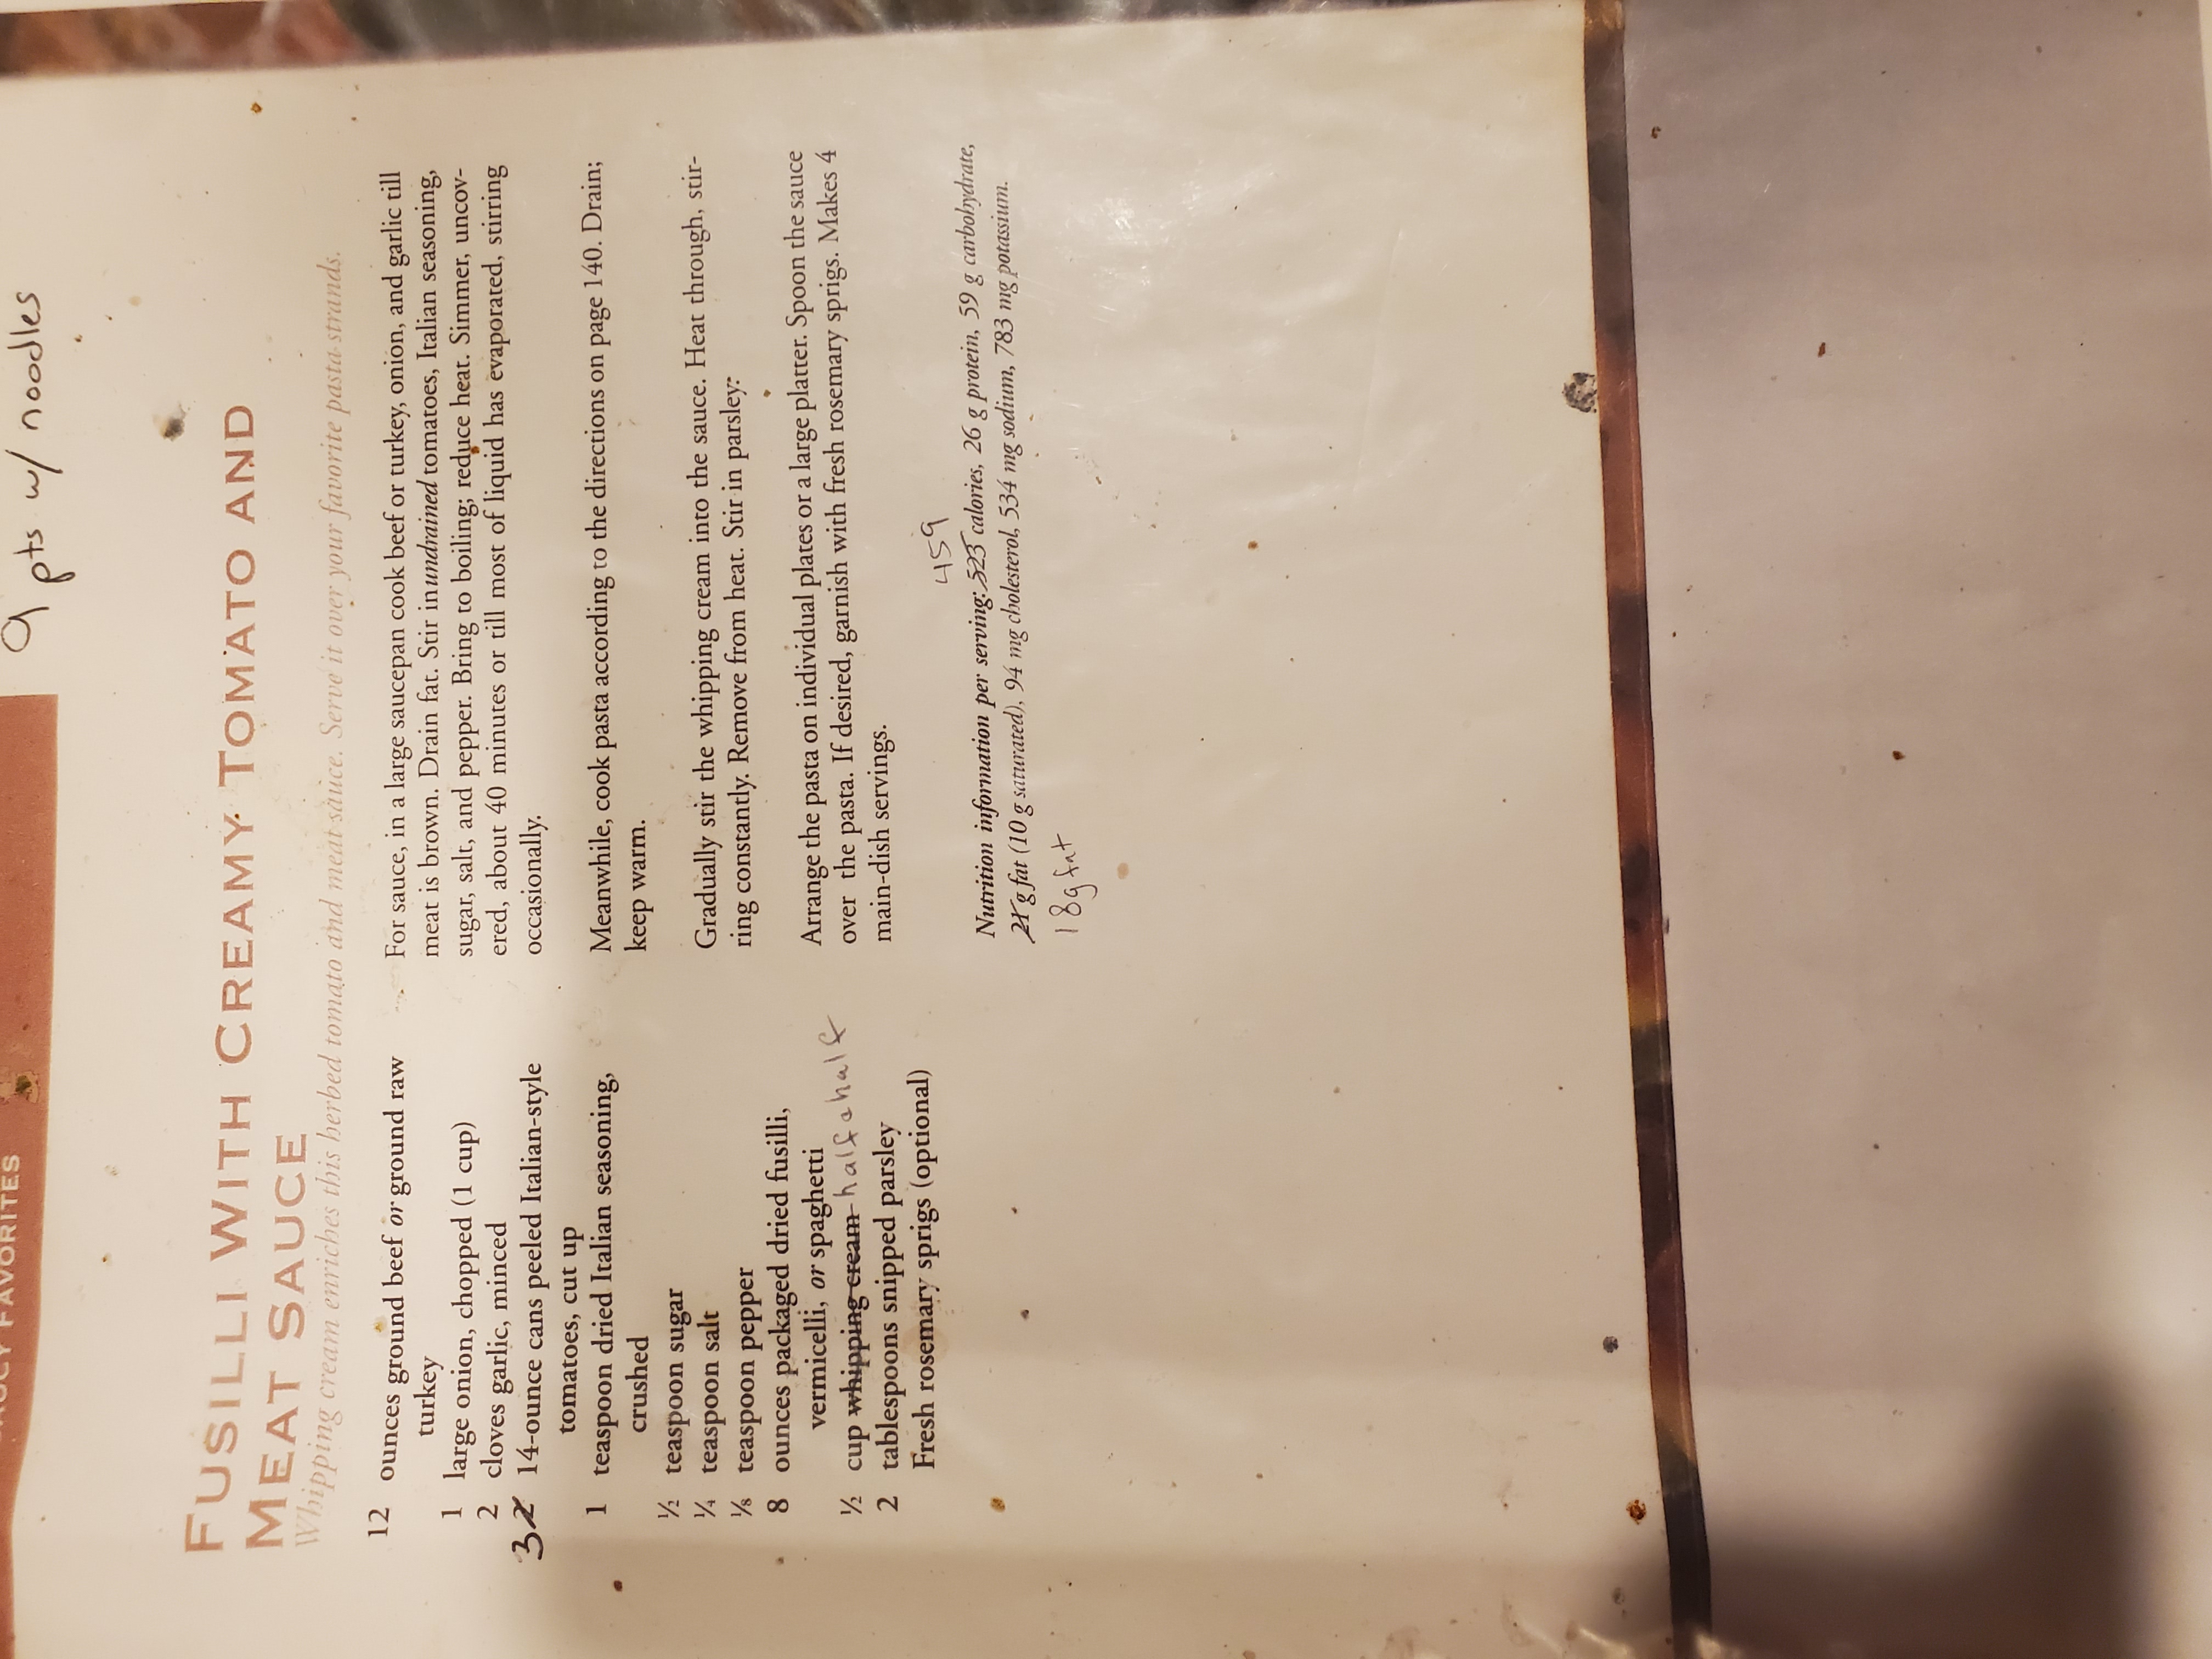 FAVORITES
9 pts w/ noodles
FUSILLI WITH CREAMY TOMATO AND
MEAT SAUCE
Whipping cream enriches this herbed tomato and meat sauce. Serve it over your favorite pasta strands.
12 ounces ground beef or ground raw
turkey
1 large onion, chopped (1 cup)
2 cloves garlic, minced
3 2 14-ounce cans peeled Italian-style
tomatoes, cut up
1 teaspoon dried Italian seasoning,
crushed
½ teaspoon sugar
¼ teaspoon salt
⅛ teaspoon pepper
8 ounces packaged dried fusilli,
vermicelli, or spaghetti
½ cup whipping cream half & half
2 tablespoons snipped parsley
Fresh rosemary sprigs (optional)
For sauce, in a large saucepan cook beef or turkey, onion, and garlic till
meat is brown. Drain fat. Stir in undrained tomatoes, Italian seasoning,
sugar, salt, and pepper. Bring to boiling; reduce heat. Simmer, uncov-
ered, about 40 minutes or till most of liquid has evaporated, stirring
occasionally.
Meanwhile, cook pasta according to the directions on page 140. Drain;
keep warm.
Gradually stir the whipping cream into the sauce. Heat through, stir-
ring constantly. Remove from heat. Stir in parsley.
Arrange the pasta on individual plates or a large platter. Spoon the sauce
over the pasta. If desired, garnish with fresh rosemary sprigs. Makes 4
main-dish servings.
459
Nutrition information per serving: 523 calories, 26 g protein, 59 g carbohydrate,
21 g fat (10 g saturated), 94 mg cholesterol, 534 mg sodium, 783 mg potassium.
18g fat